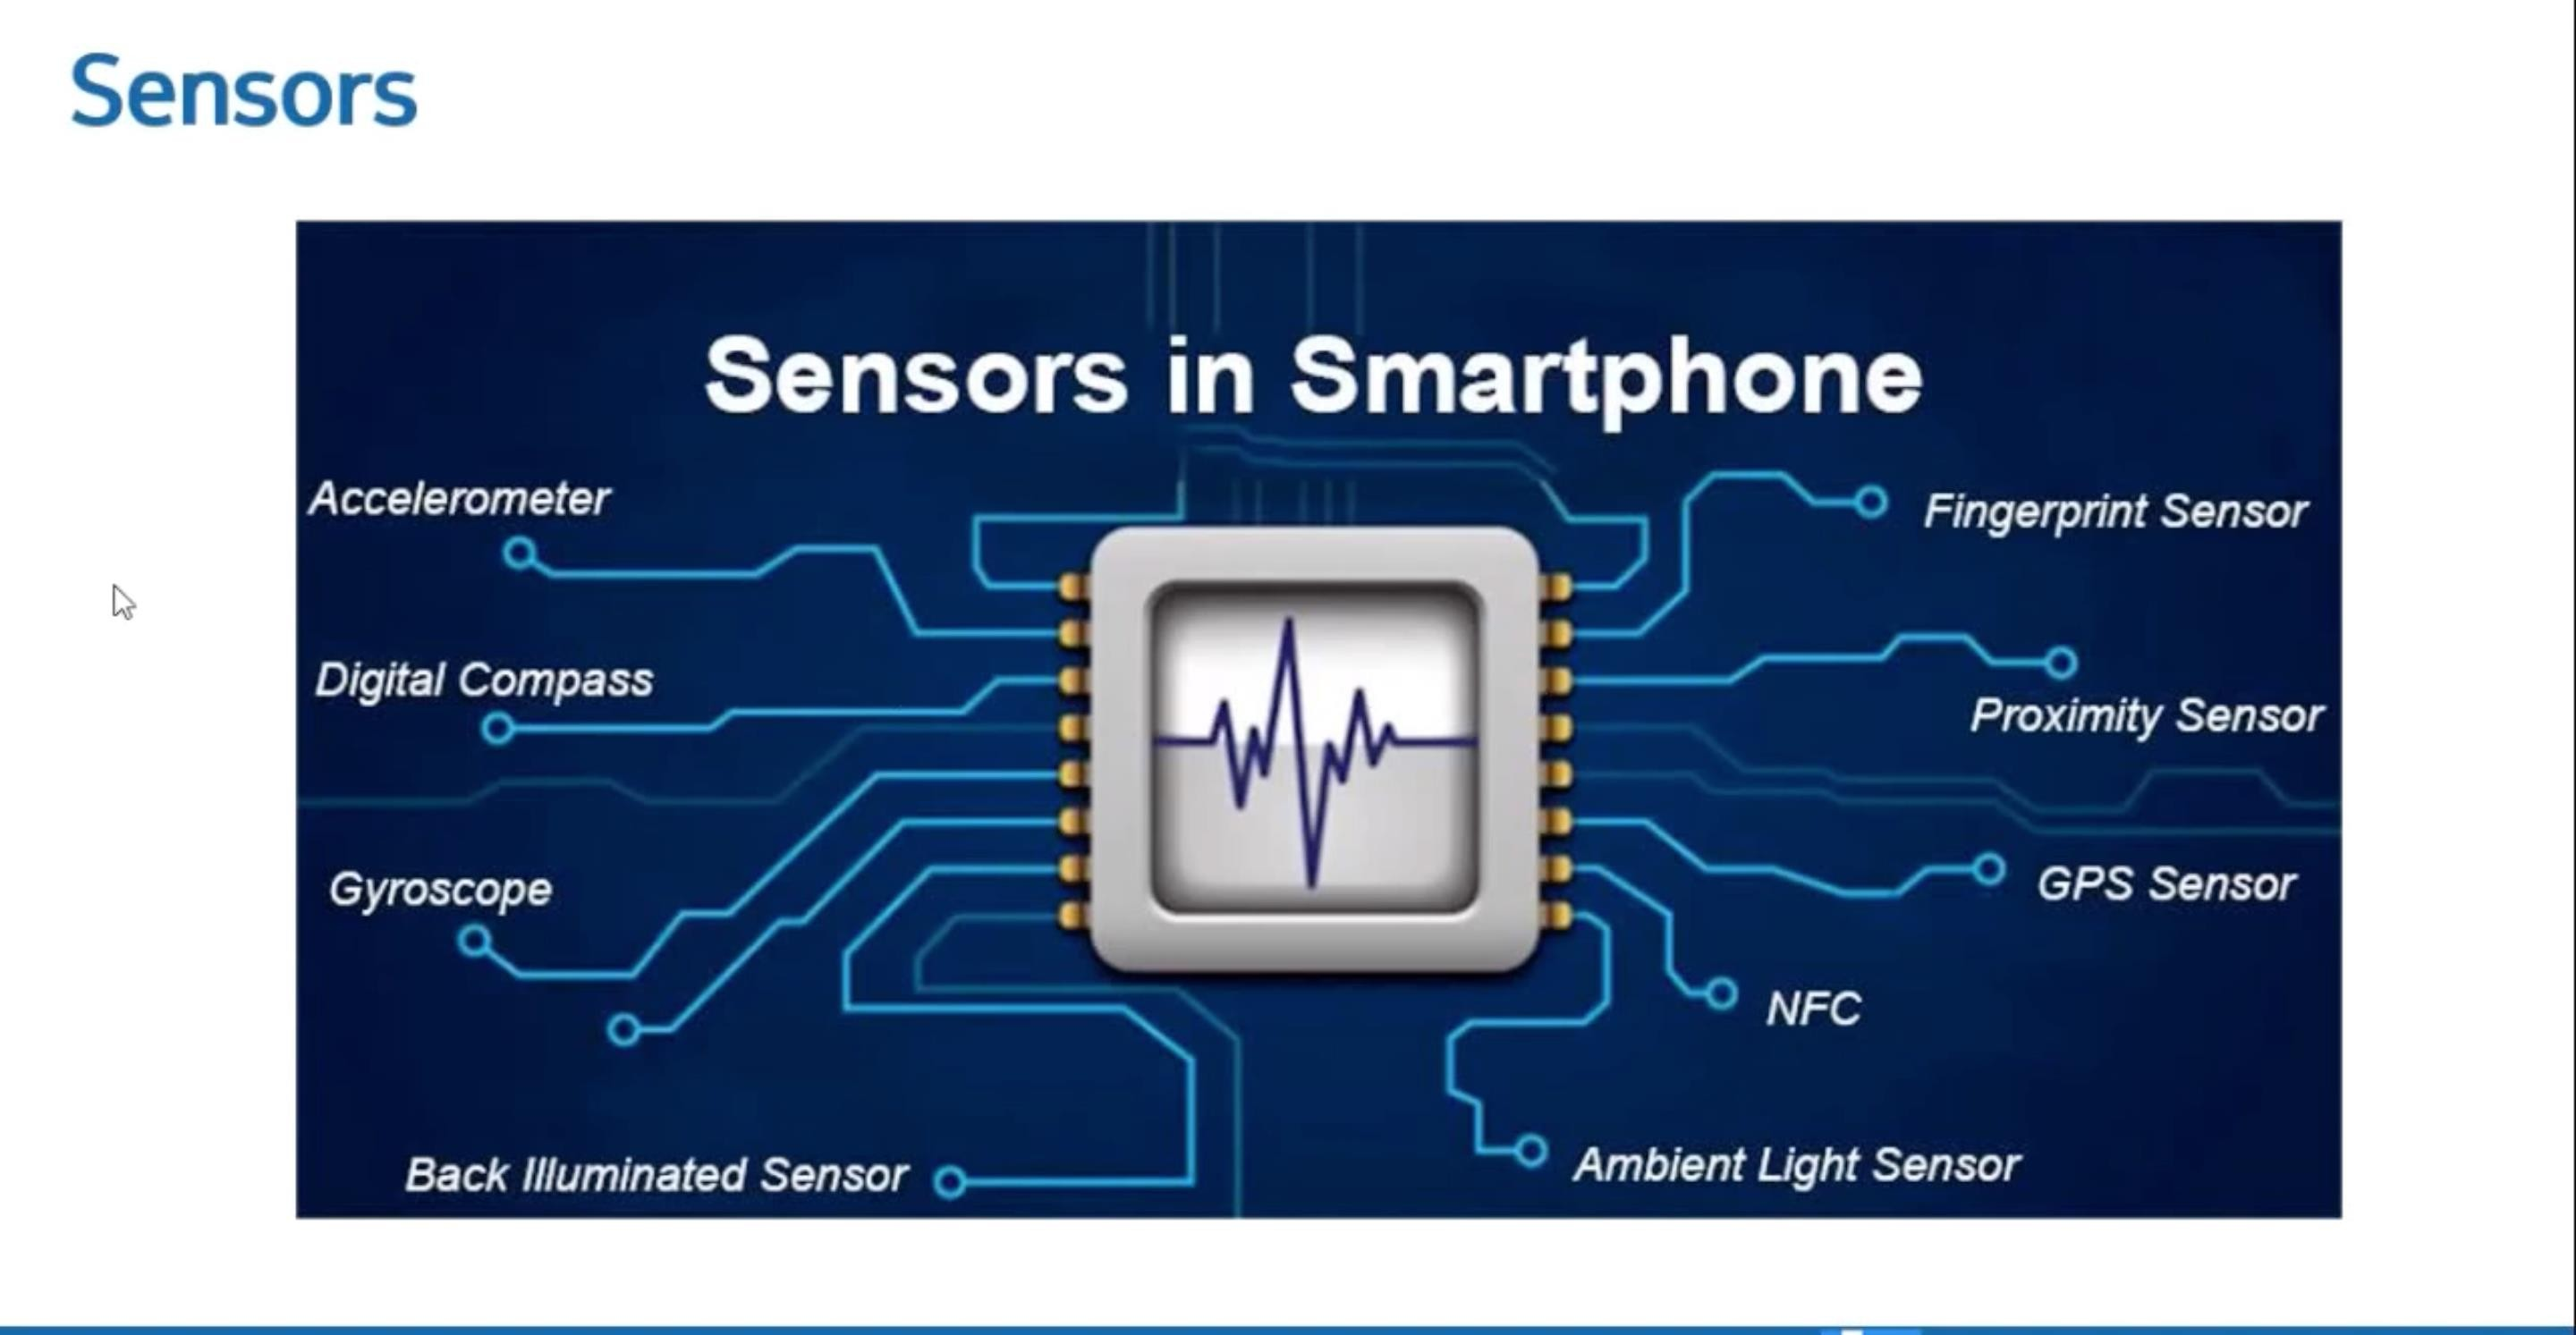 Sensors
Sensors in Smartphone
Accelerometer
Fingerprint Sensor
Digital Compass
Proximity Sensor
Gyroscope
GPS Sensor
NFC
Back Illuminated Sensor
Ambient Light Sensor